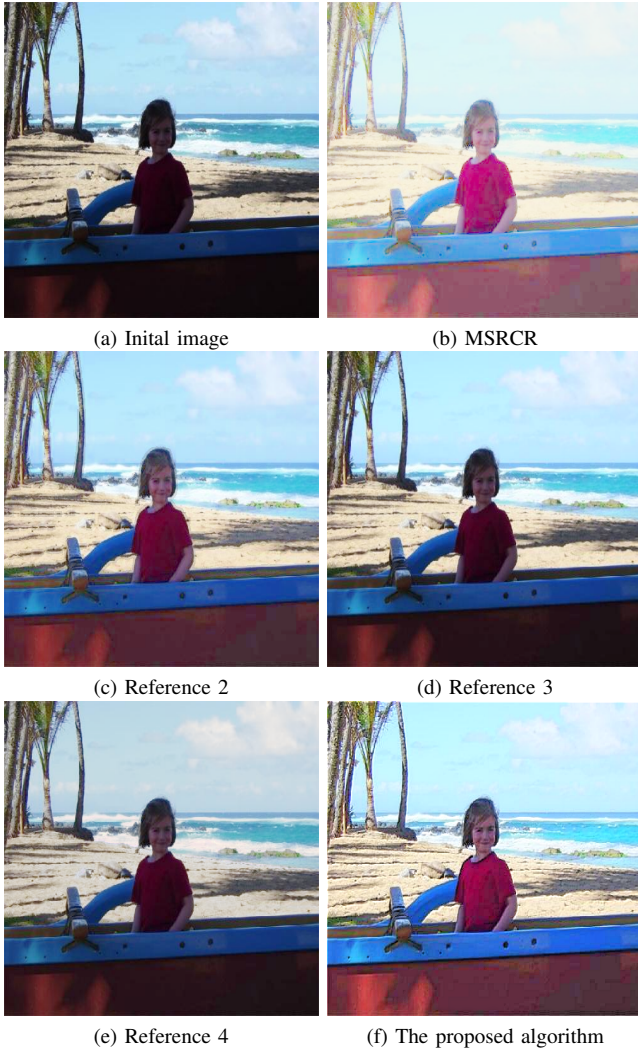 (a) Inital image
(b) MSRCR
(c) Reference 2
(d) Reference 3
(e) Reference 4
(f) The proposed algorithm